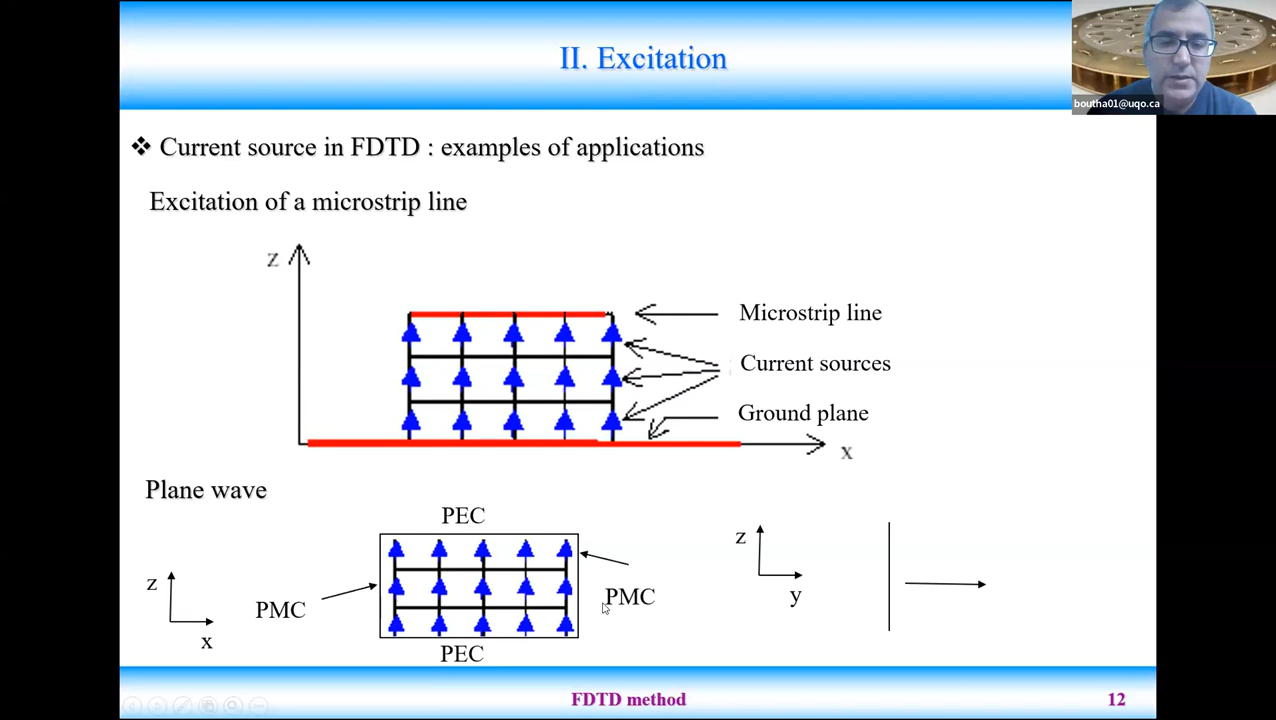 II. Excitation
boutha01@uqo.ca
❖ Current source in FDTD : examples of applications
Excitation of a microstrip line
z
Microstrip line
Current sources
Ground plane
x
Plane wave
PEC
z
z
PMC
PMC
y
x
PEC
FDTD method
12